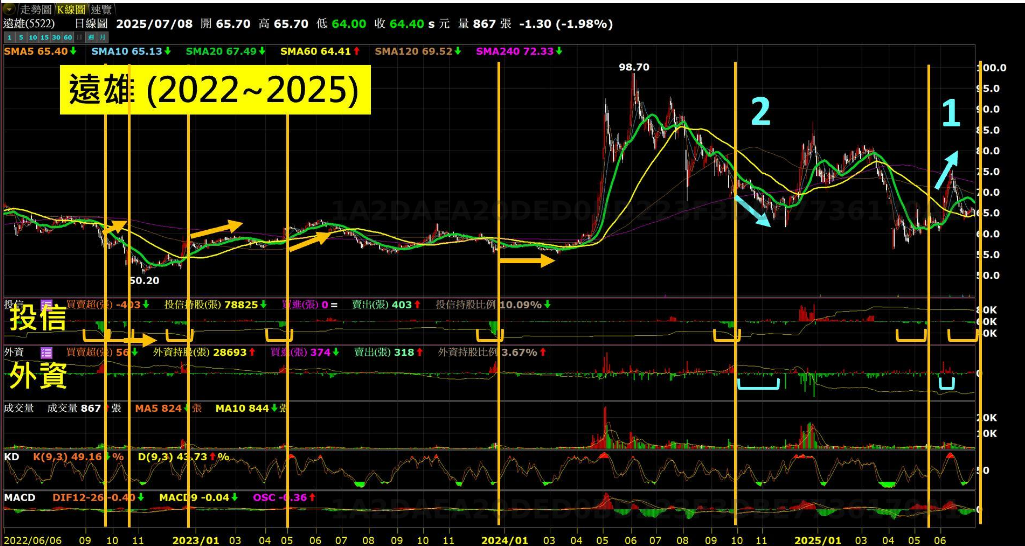 走勢圖 K線圖 速覽
遠雄(5522) 日線圖 2025/07/08 開 65.70 高 65.70 低 64.00 收 64.40 s 元 量 867 張 -1.30 (-1.98%)
1 5 10 15 30 60 日 週 月
SMA5 65.40↓ SMA10 65.13↓ SMA20 67.49↓ SMA60 64.41↑ SMA120 69.52↓ SMA240 72.33↓
遠雄 (2022~2025)
98.70
50.20
2
1
100.0
95.0
90.0
85.0
80.0
75.0
70.0
65.0
60.0
55.0
50.0
投信 買賣超(張) -403↓ 投信持股(張) 78825↓ 買進(張) 0 = 賣出(張) 403↑ 投信持股比例 10.09%↓
投信
80K
60K
外資 買賣超(張) 56↓ 外資持股(張) 28693↑ 買進(張) 374↓ 賣出(張) 318↑ 外資持股比例 3.67%↑
外資
0
成交量 成交量 867 張 MA5 824↓張 MA10 844↓張
20K
10K
KD K(9,3) 49.16↓% D(9,3) 43.73↑%
50
MACD DIF12-26 -0.40↓ MACD9 -0.04↓ OSC -0.36↑
0
2022/06/06 09 10 11 2023/01 03 04 05 06 07 08 09 10 11 2024/01 03 04 05 06 07 08 09 10 11 2025/01 03 04 05 06